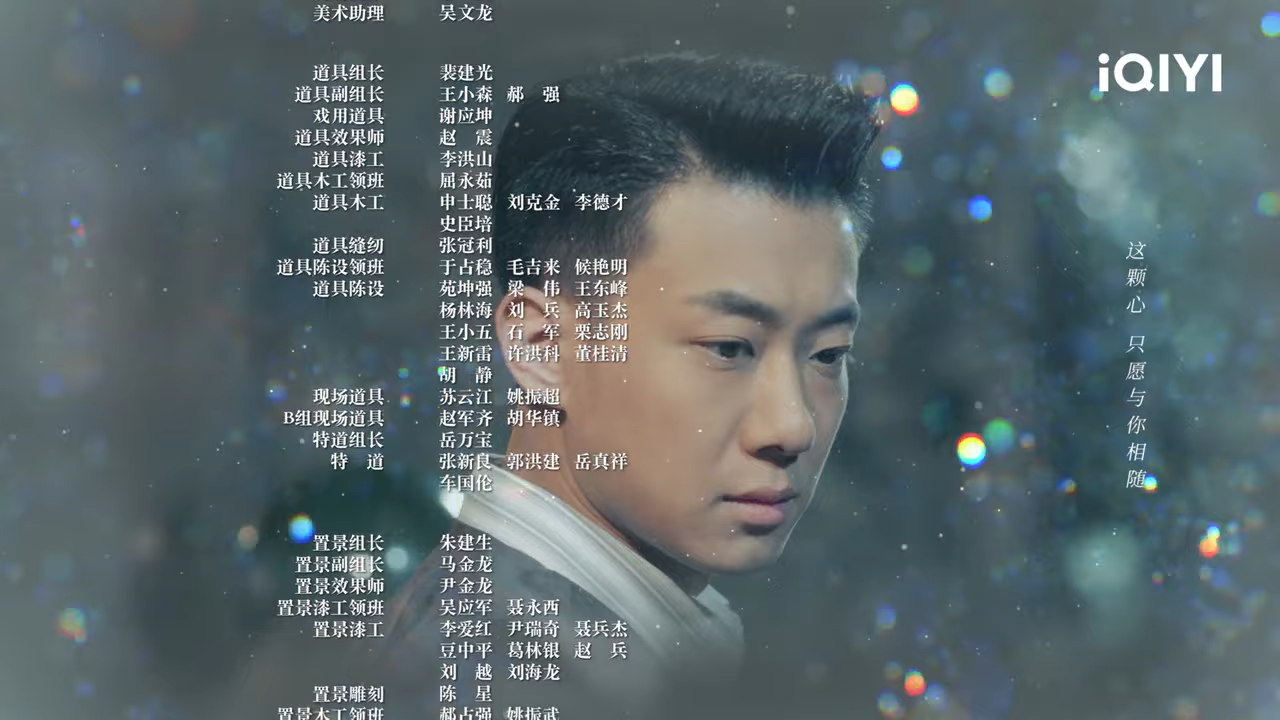 美术助理 吴文龙
道具组长 裴建光
道具副组长 王小森 郝 强
戏用道具 谢应坤
道具效果师 赵 震
道具漆工 李洪山
道具木工领班 屈永茹
道具木工 申士聪 刘克金 李德才
史臣培
道具缝纫 张冠利
道具陈设领班 于占稳 毛吉来 候艳明
道具陈设 苑坤强 梁 伟 王东峰
杨林海 刘 兵 高玉杰
王小五 石 军 栗志刚
王新雷 许洪科 董桂清
胡 静
现场道具 苏云江 姚振超
B组现场道具 赵军齐 胡华镇
特道组长 岳万宝
特 道 张新良 郭洪建 岳真祥
车国伦
置景组长 朱建生
置景副组长 马金龙
置景效果师 尹金龙
置景漆工领班 吴应军 聂永西
置景漆工 李爱红 尹瑞奇 聂兵杰
豆中平 葛林银 赵 兵
刘 越 刘海龙
置景雕刻 陈 星
置景木工领班 郝占强 姚振武
iQIYI
这颗心 只愿与你相随